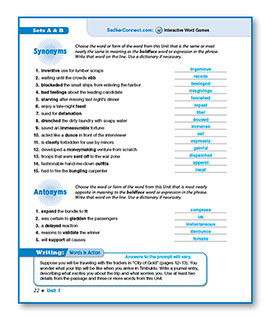 Sets A & B
SadlierConnect.com: Interactive Word Games
Synonyms
Choose the word or form of the word from this Unit that is the same or most
nearly the same in meaning as the boldface word or expression in the phrase.
Write that word on the line. Use a dictionary if necessary.
1. inventive use for lumber scraps ingenious
2. waiting until the crowds ebb recede
3. blockaded the small ships from entering the harbor besieged
4. bad feelings about the leading candidate misgivings
5. starving after missing last night's dinner famished
6. enjoy a late-night feast repast
7. sued for defamation libel
8. drenched the dirty laundry with soapy water doused
9. saved an immeasurable fortune immense
10. acted like a dunce in front of the interviewer oaf
11. is clearly forbidden for use by minors expressly
12. developed a moneymaking venture from scratch gainful
13. troops that were sent off to the war zone dispatched
14. fashionable hand-me-down outfits apparel
15. had to fire the bungling carpenter inept
Antonyms
Choose the word or form of the word from this Unit that is most nearly
opposite in meaning to the boldface word or expression in the phrase.
Write that word on the line. Use a dictionary if necessary.
1. expand the bundle to fit compress
2. was certain to gladden the passengers irk
3. a delayed reaction instantaneous
4. reasons to validate the winner denounce
5. will support all causes forsake
Writing: Words in Action
Answers to the prompt will vary.
Suppose you will be traveling with the traders in "City of Gold" (pages 12–13). You
wonder what your trip will be like when you arrive in Timbuktu. Write a journal entry,
describing what excites you about the trip and what worries you. Use at least two
details from the passage and three or more words from this Unit.
22 Unit 1